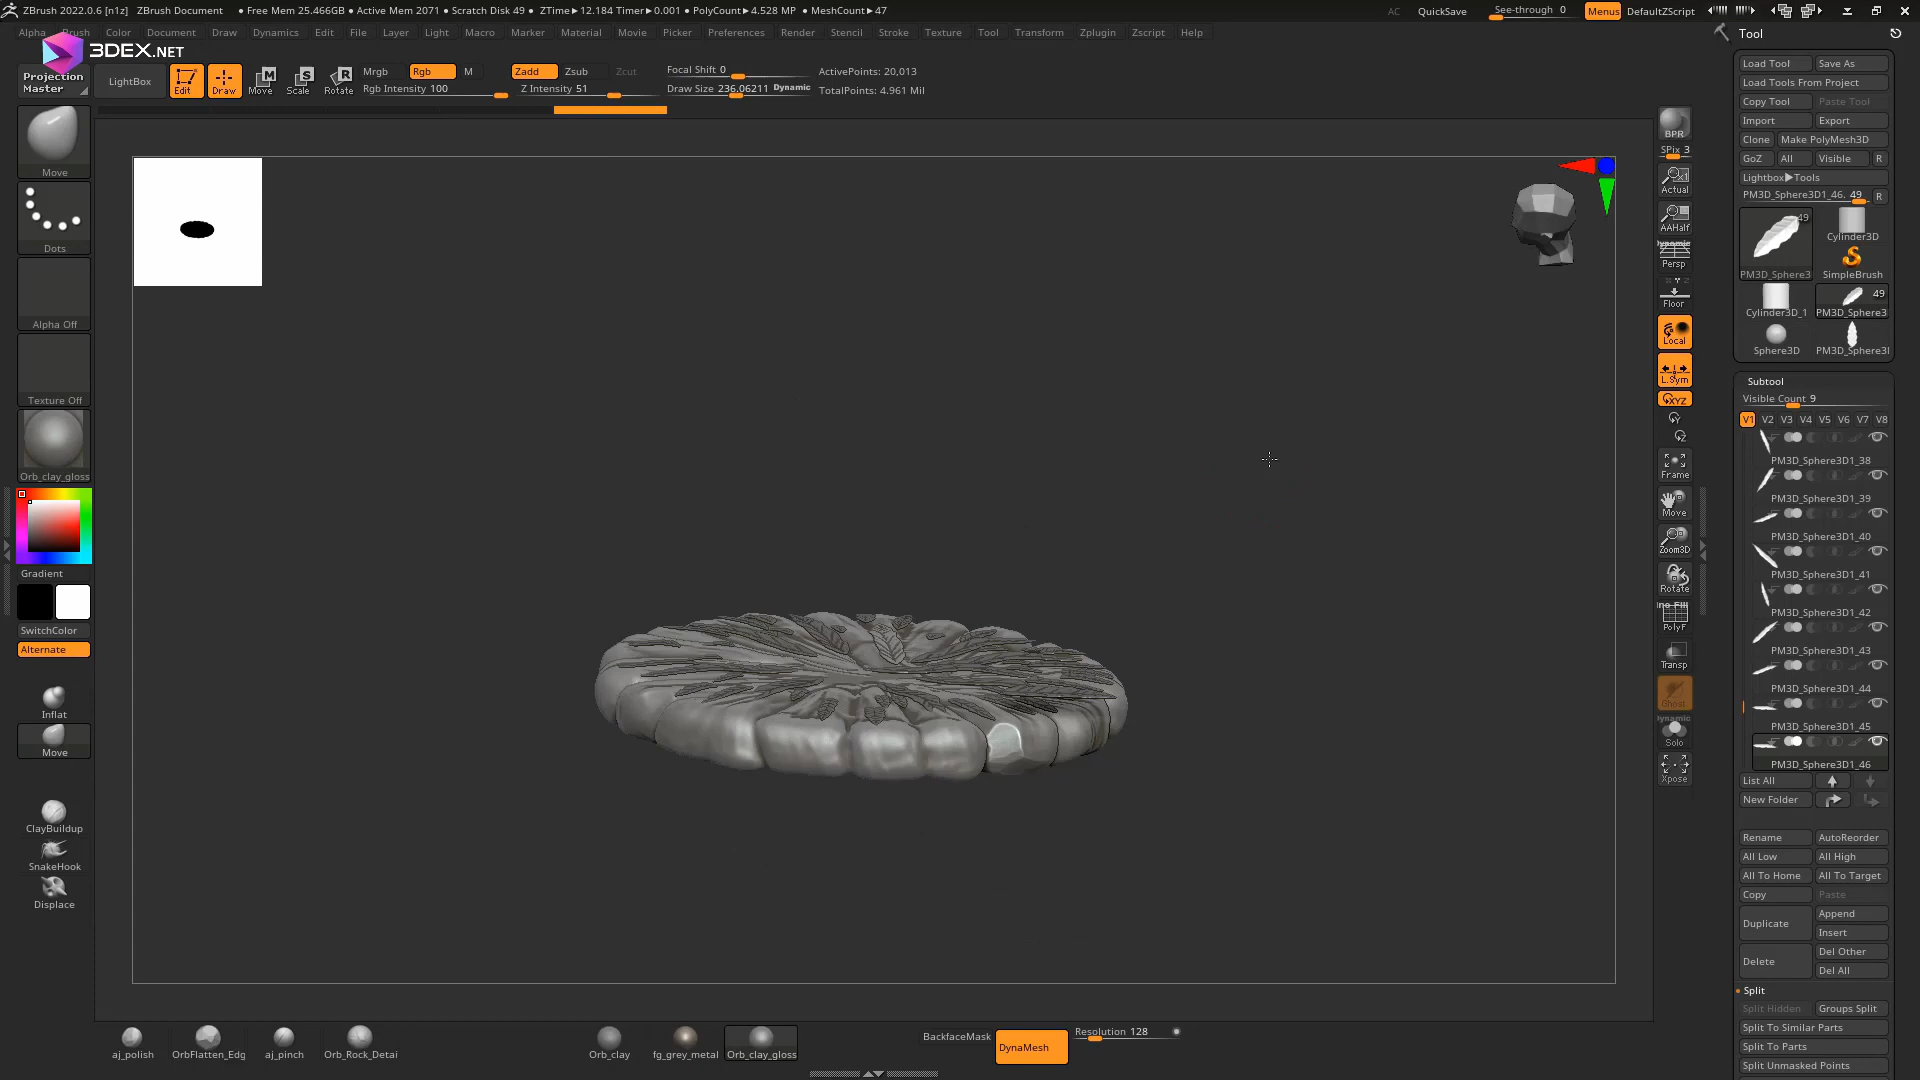 ZBrush 2022.0.6 [n1z] ZBrush Document • Free Mem 25.466GB • Active Mem 2071 • Scratch Disk 49 • ZTime▸12.184 Timer▸0.001 • PolyCount▸4.528 MP • MeshCount▸47 AC QuickSave See-through 0 Menus DefaultZScript
Alpha Brush Color Document Draw Dynamics Edit File Layer Light Macro Marker Material Movie Picker Preferences Render Stencil Stroke Texture Tool Transform Zplugin Zscript Help
3DEX.NET
Projection Master
LightBox
Edit Draw Move Scale Rotate
Mrgb Rgb M
Rgb Intensity 100
Zadd Zsub Zcut
Z Intensity 51
Focal Shift 0
Draw Size 236.06211 Dynamic
ActivePoints: 20,013
TotalPoints: 4.961 Mil
Move
Dots
Alpha Off
Texture Off
Orb_clay_gloss
Gradient
SwitchColor
Alternate
Inflat
Move
ClayBuildup
SnakeHook
Displace
BPR
SPix 3
Actual
AAHalf
Dynamic
Persp
Floor
Local
L.Sym
XYZ
Frame
Move
Zoom3D
Rotate
PolyF
Transp
Ghost
Dynamic
Solo
Xpose
Tool
Load Tool Save As
Load Tools From Project
Copy Tool Paste Tool
Import Export
Clone Make PolyMesh3D
GoZ All Visible R
Lightbox▸Tools
PM3D_Sphere3D1_46. 49 R
49
PM3D_Sphere3 Cylinder3D
SimpleBrush
Cylinder3D_1 49 PM3D_Sphere3
Sphere3D PM3D_Sphere3I
Subtool
Visible Count 9
V1 V2 V3 V4 V5 V6 V7 V8
PM3D_Sphere3D1_38
PM3D_Sphere3D1_39
PM3D_Sphere3D1_40
PM3D_Sphere3D1_41
PM3D_Sphere3D1_42
PM3D_Sphere3D1_43
PM3D_Sphere3D1_44
PM3D_Sphere3D1_45
PM3D_Sphere3D1_46
List All
New Folder
Rename AutoReorder
All Low All High
All To Home All To Target
Copy Paste
Duplicate Append
Insert
Delete Del Other
Del All
Split
Split Hidden Groups Split
Split To Similar Parts
Split To Parts
Split Unmasked Points
aj_polish OrbFlatten_Edg aj_pinch Orb_Rock_Detai
Orb_clay fg_grey_metal Orb_clay_gloss
BackfaceMask DynaMesh Resolution 128